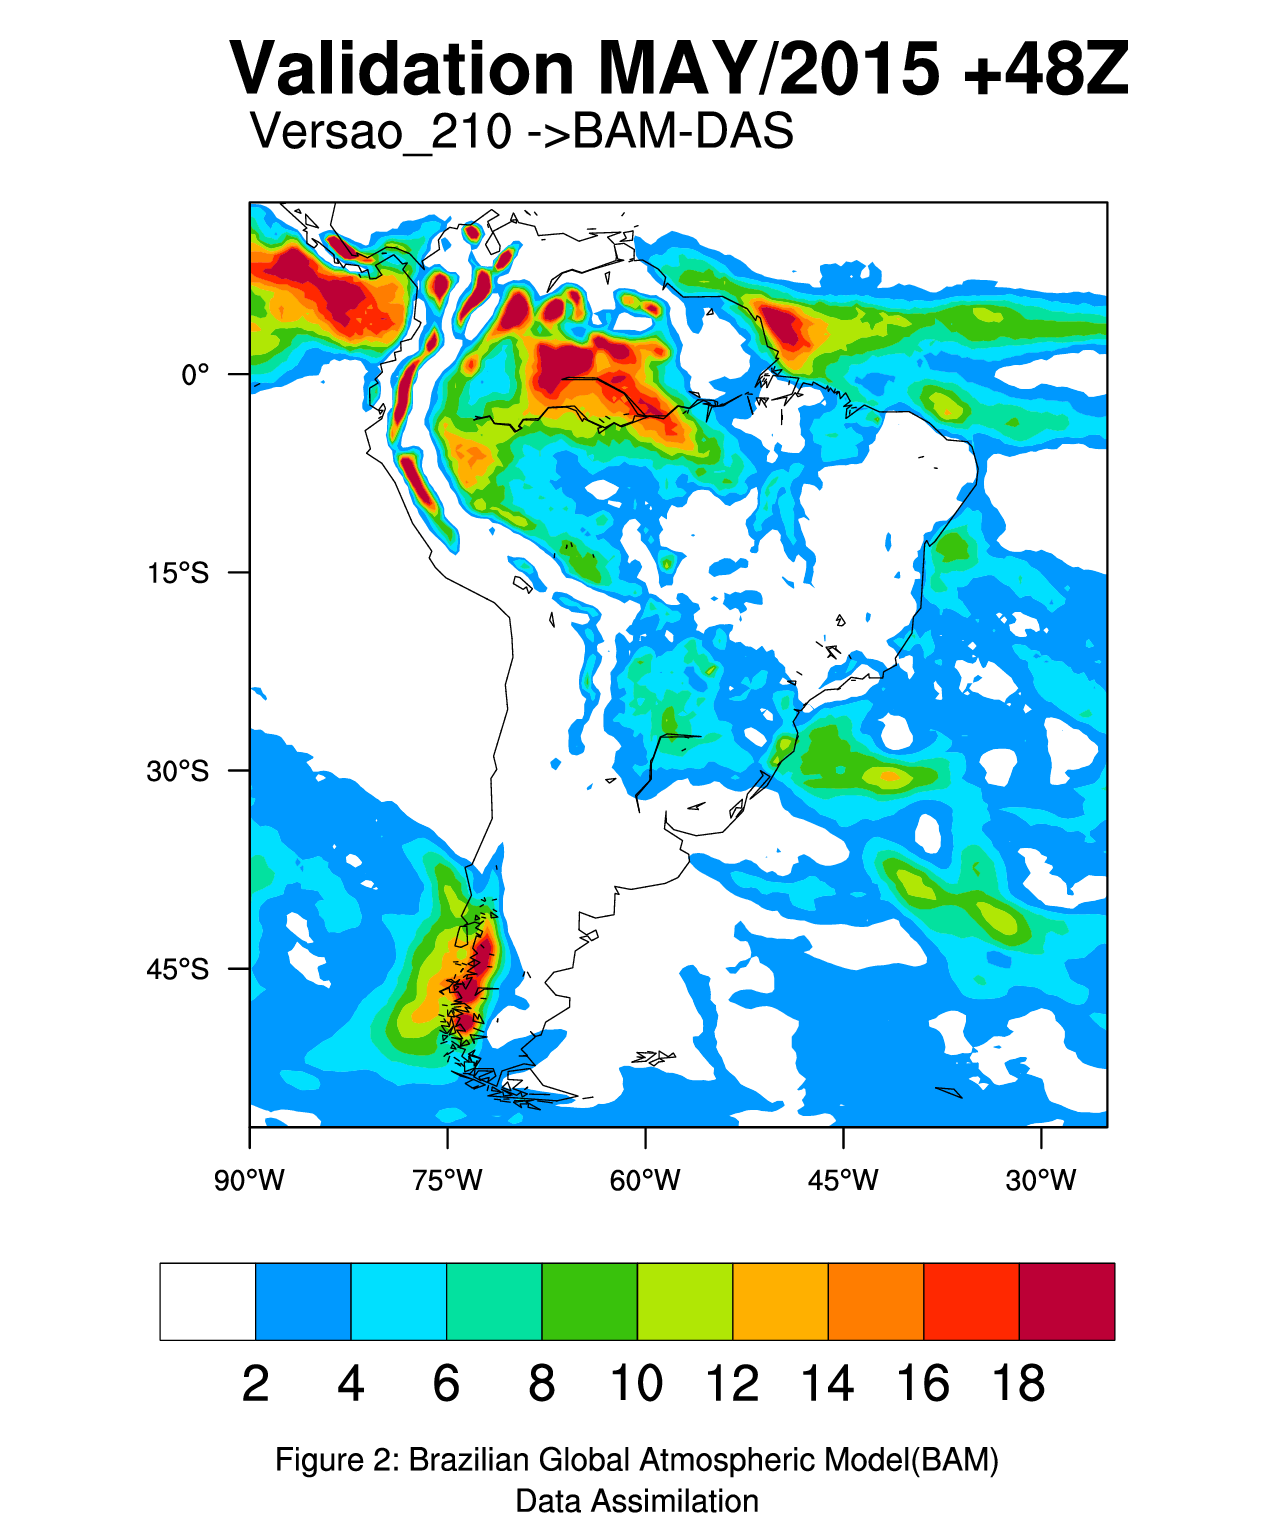 Validation MAY/2015 +48Z
Versao_210 ->BAM-DAS
0°
15°S
30°S
45°S
90°W 75°W 60°W 45°W 30°W
2 4 6 8 10 12 14 16 18
Figure 2: Brazilian Global Atmospheric Model(BAM)
Data Assimilation